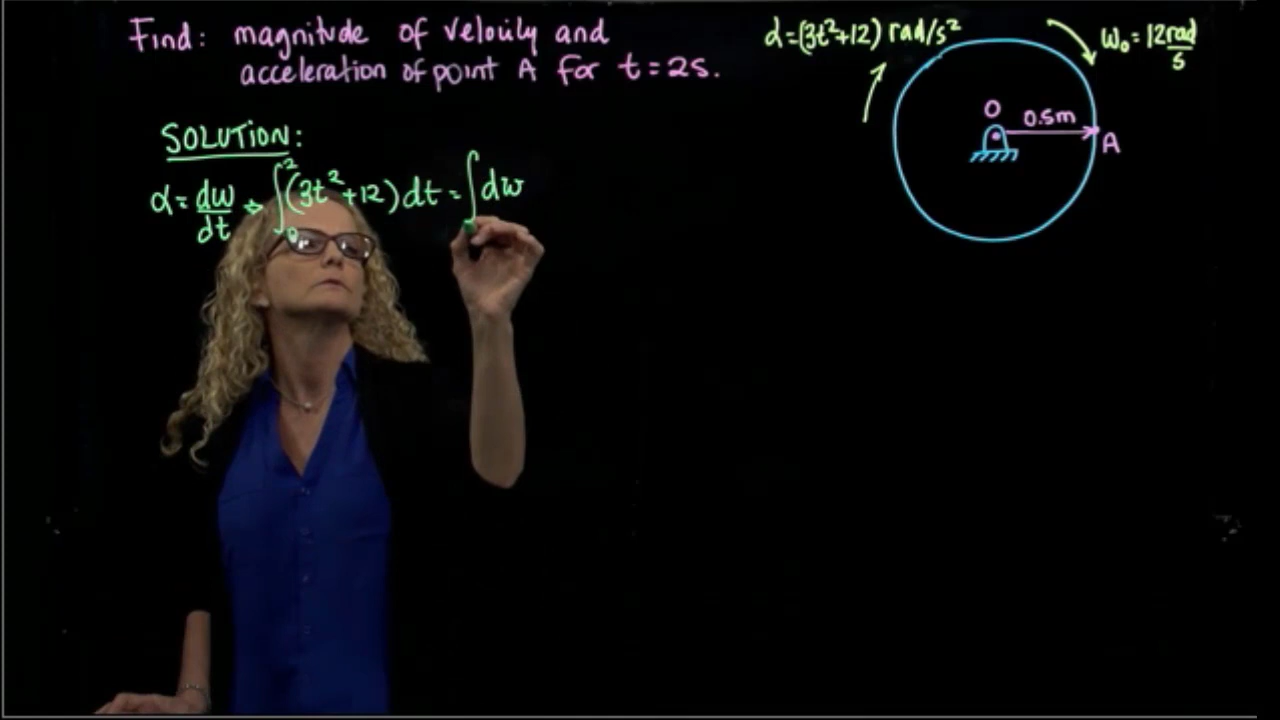 Find: magnitude of velocity and
acceleration of point A for t = 2s.
α=(3t²+12) rad/s²
ω₀ = 12 rad/s
O
0.5m
A
SOLUTION:
α = dω/dt → ∫₀² (3t²+12) dt = ∫ dω